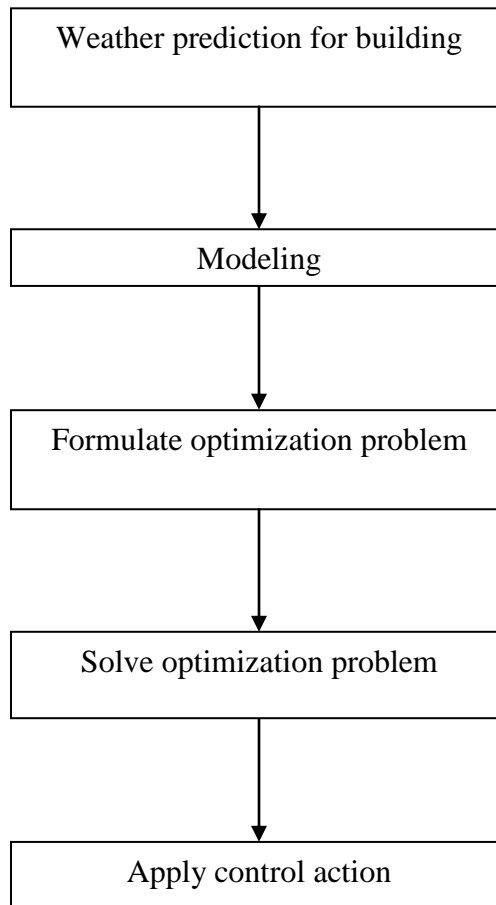 Weather prediction for building
Modeling
Formulate optimization problem
Solve optimization problem
Apply control action